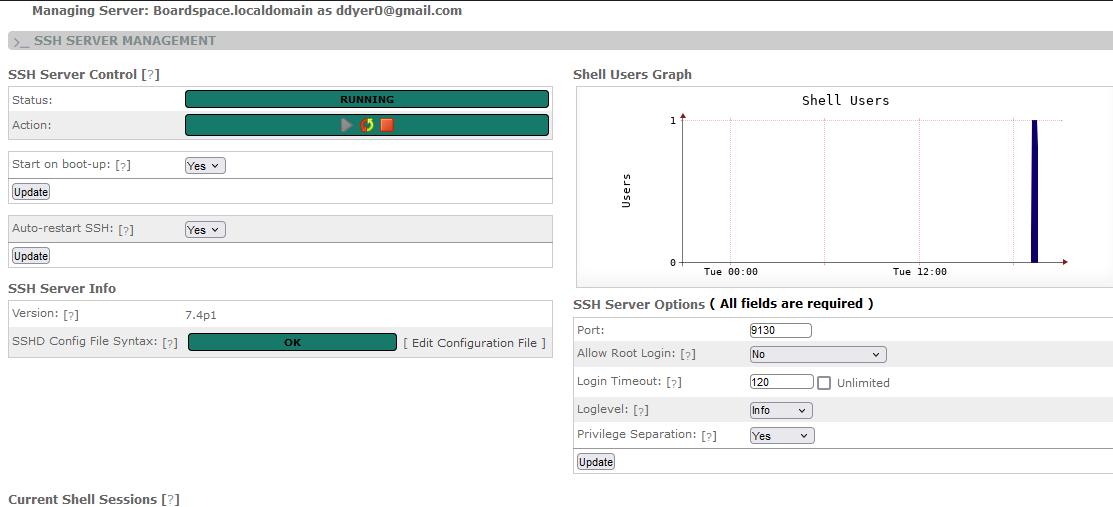 Managing Server: Boardspace.localdomain as ddyer0@gmail.com
>_ SSH SERVER MANAGEMENT
SSH Server Control [?]
Status: RUNNING
Action:
Start on boot-up: [?] Yes
Update
Auto-restart SSH: [?] Yes
Update
SSH Server Info
Version: [?] 7.4p1
SSHD Config File Syntax: [?] OK [ Edit Configuration File ]
Shell Users Graph
Shell Users
1
Users
0
Tue 00:00 Tue 12:00
SSH Server Options ( All fields are required )
Port: 9130
Allow Root Login: [?] No
Login Timeout: [?] 120 Unlimited
Loglevel: [?] Info
Privilege Separation: [?] Yes
Update
Current Shell Sessions [?]